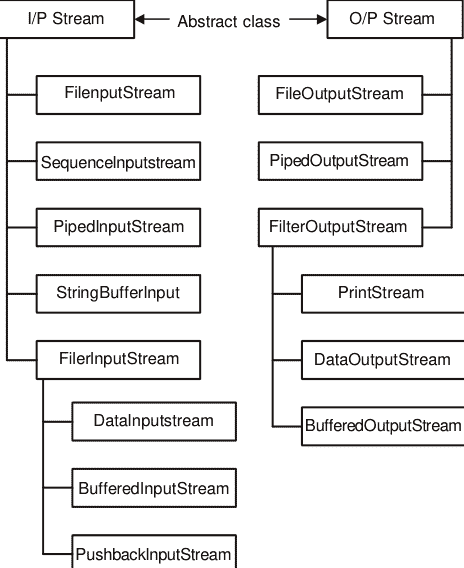 I/P Stream
Abstract class
O/P Stream
FilenputStream
SequenceInputstream
PipedInputStream
StringBufferInput
FilerInputStream
DataInputstream
BufferedInputStream
PushbackInputStream
FileOutputStream
PipedOutputStream
FilterOutputStream
PrintStream
DataOutputStream
BufferedOutputStream